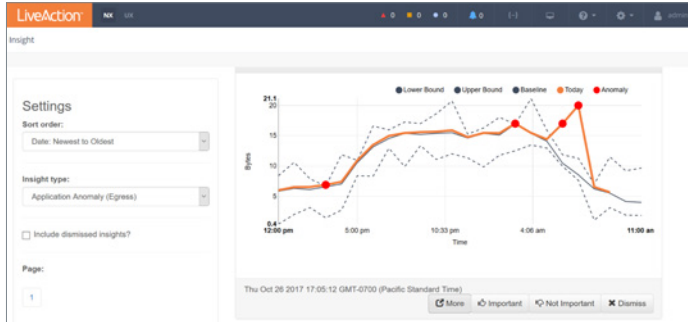 LiveAction NX UX 0 0 0 0 admin
Insight
Settings
Sort order:
Date: Newest to Oldest
Insight type:
Application Anomaly (Egress)
Include dismissed insights?
Page:
1
Lower Bound Upper Bound Baseline Today Anomaly
21.1
20
15
10
5
0.4
Bytes
12:00 pm 5:00 pm 10:33 pm 4:06 am 11:00 an
Time
Thu Oct 26 2017 17:05:12 GMT-0700 (Pacific Standard Time)
More Important Not Important Dismiss